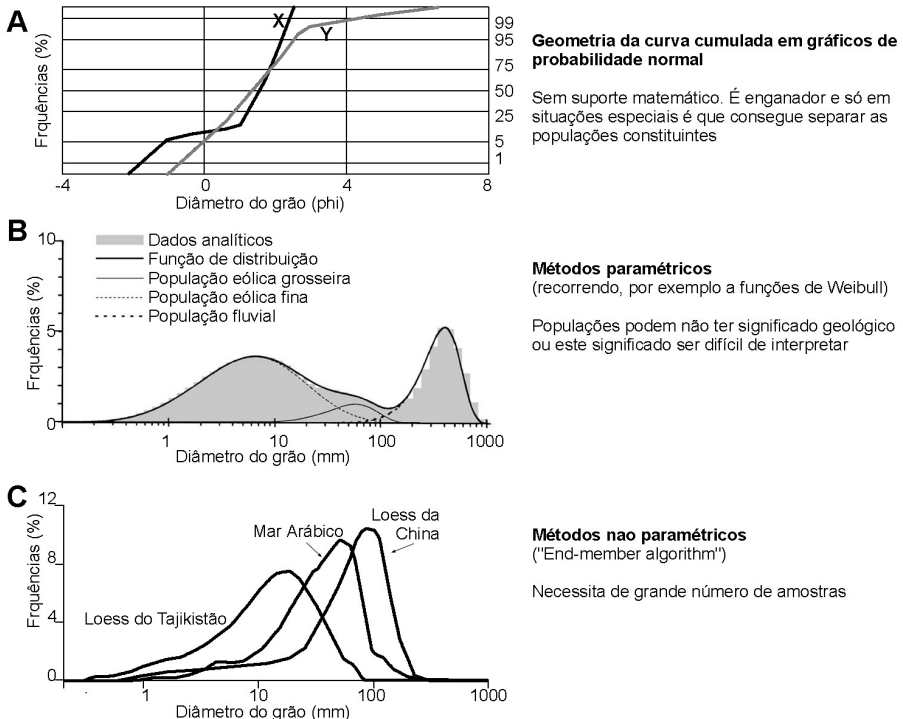 A
Frquências (%)
X
Y
99
95
75
50
25
5
1
-4
0
4
8
Diâmetro do grão (phi)
Geometria da curva cumulada em gráficos de
probabilidade normal
Sem suporte matemático. É enganador e só em
situações especiais é que consegue separar as
populações constituintes
B
Frquências (%)
10
5
0
Dados analíticos
Função de distribuição
População eólica grosseira
População eólica fina
População fluvial
1
10
100
1000
Diâmetro do grão (mm)
Métodos paramétricos
(recorrendo, por exemplo a funções de Weibull)
Populações podem não ter significado geológico
ou este significado ser difícil de interpretar
C
Frquências (%)
12
8
4
0
Loess do Tajikistão
Mar Arábico
Loess da
China
1
10
100
1000
Diâmetro do grão (mm)
Métodos nao paramétricos
("End-member algorithm")
Necessita de grande número de amostras